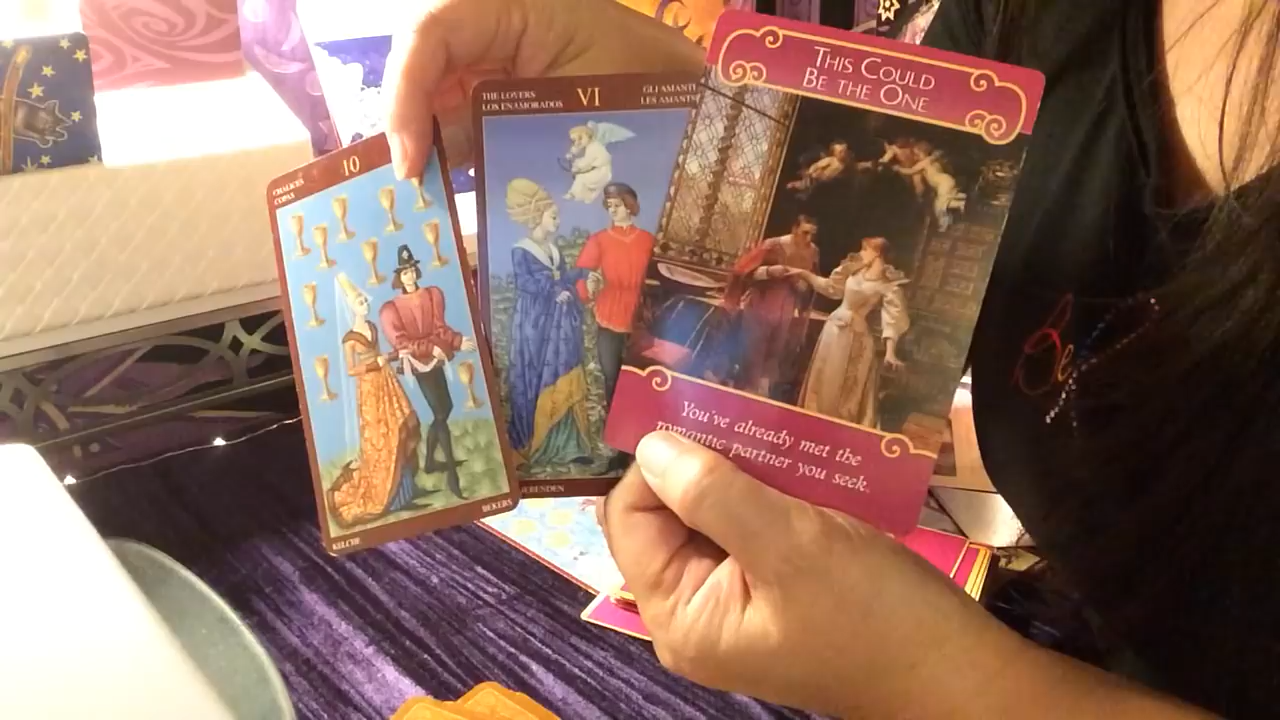 10
CHALICES
COPAS
KELCHE
BEKERS
THE LOVERS
LOS ENAMORADOS
VI
GLI AMANTI
LES AMANTS
THIS COULD
BE THE ONE
You've already met the
romantic partner you seek.
Be